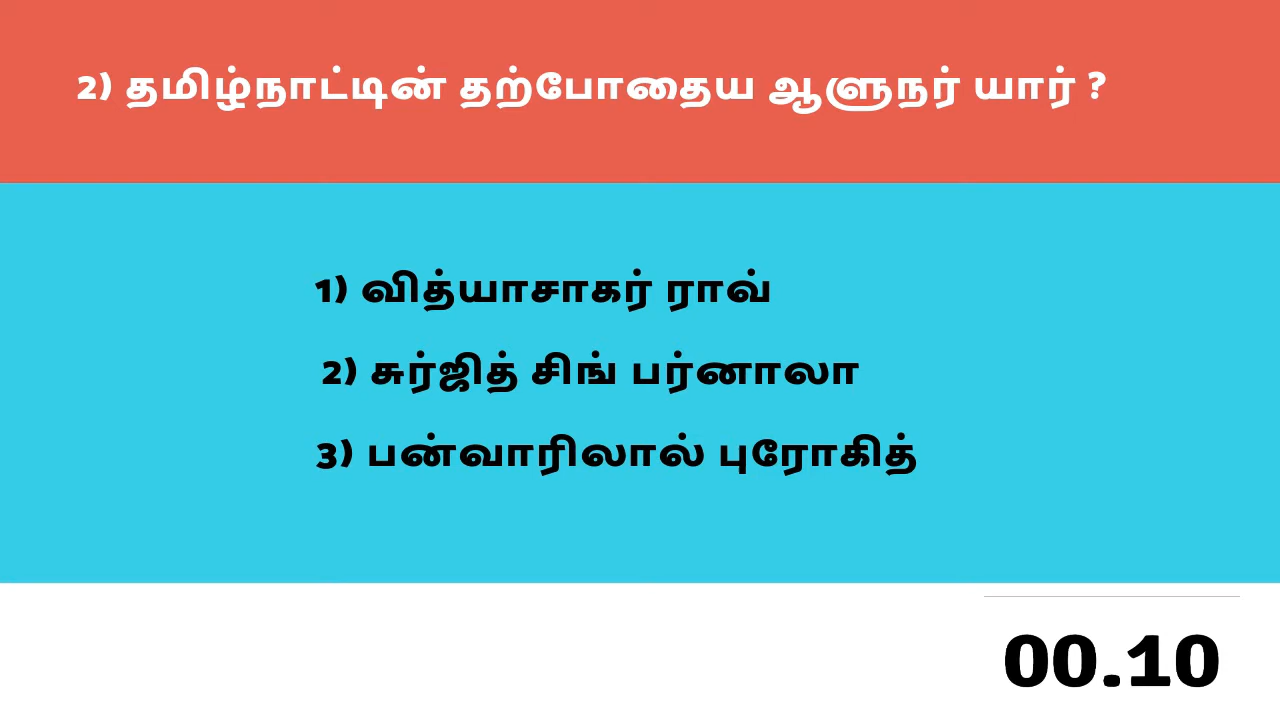 2) தமிழ்நாட்டின் தற்போதைய ஆளுநர் யார் ?
1) வித்யாசாகர் ராவ்
2) சுர்ஜித் சிங் பர்னாலா
3) பன்வாரிலால் புரோகித்
00.10